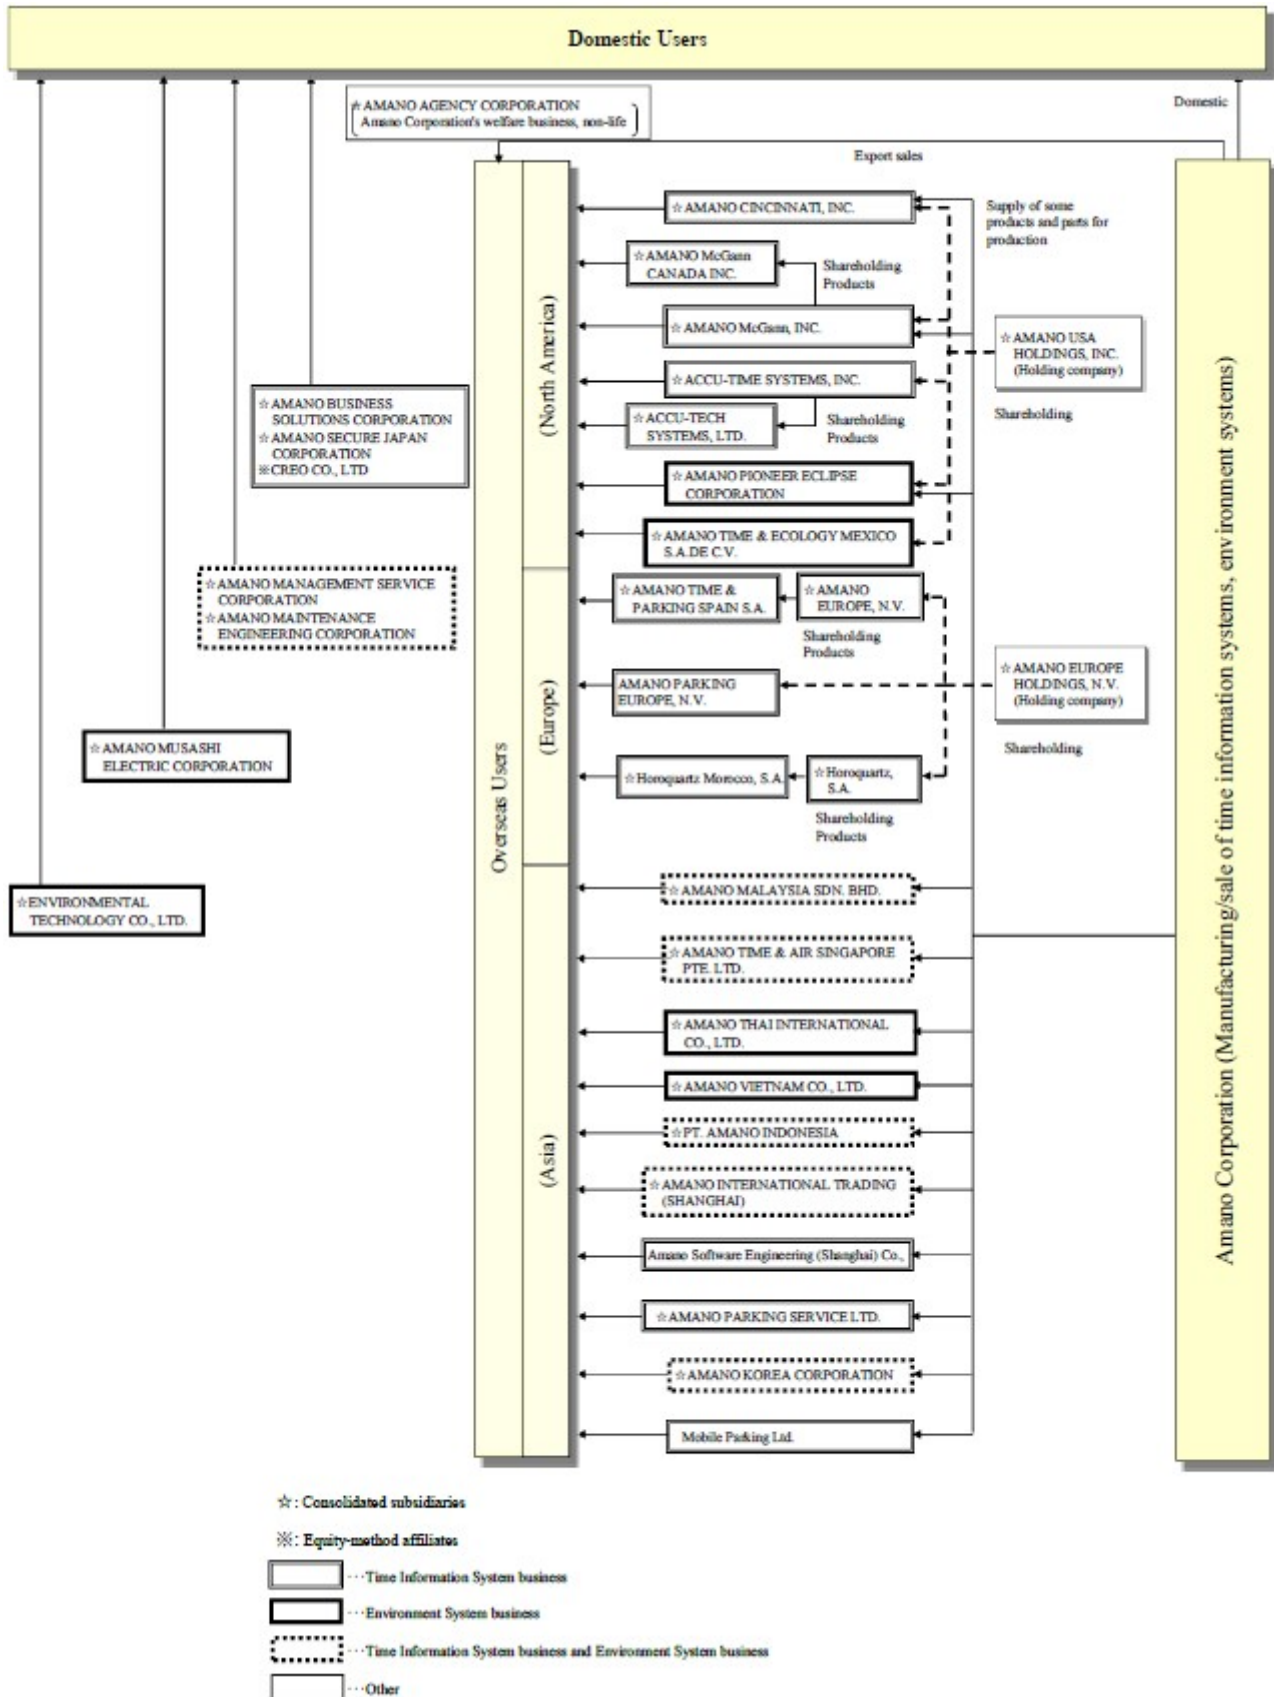 Domestic Users
☆AMANO AGENCY CORPORATION
Amano Corporation's welfare business, non-life
Domestic
Export sales
☆AMANO CINCINNATI, INC.
Supply of some
products and parts for
production
☆AMANO McGann
CANADA INC.
Shareholding
Products
☆AMANO McGann, INC.
☆AMANO USA
HOLDINGS, INC.
(Holding company)
Shareholding
☆ACCU-TIME SYSTEMS, INC.
☆ACCU-TECH
SYSTEMS, LTD.
Shareholding
Products
☆AMANO PIONEER ECLIPSE
CORPORATION
☆AMANO TIME & ECOLOGY MEXICO
S.A.DE C.V.
(North America)
☆AMANO BUSINESS
SOLUTIONS CORPORATION
☆AMANO SECURE JAPAN
CORPORATION
※CREO CO., LTD
☆AMANO MANAGEMENT SERVICE
CORPORATION
☆AMANO MAINTENANCE
ENGINEERING CORPORATION
☆AMANO TIME &
PARKING SPAIN S.A.
☆AMANO
EUROPE, N.V.
Shareholding
Products
AMANO PARKING
EUROPE, N.V.
☆AMANO EUROPE
HOLDINGS, N.V.
(Holding company)
Shareholding
(Europe)
☆AMANO MUSASHI
ELECTRIC CORPORATION
☆Horoquartz Morocco, S.A.
☆Horoquartz,
S.A.
Shareholding
Products
Overseas Users
☆ENVIRONMENTAL
TECHNOLOGY CO., LTD.
☆AMANO MALAYSIA SDN. BHD.
☆AMANO TIME & AIR SINGAPORE
PTE. LTD.
☆AMANO THAI INTERNATIONAL
CO., LTD.
☆AMANO VIETNAM CO., LTD.
☆PT. AMANO INDONESIA
(Asia)
☆AMANO INTERNATIONAL TRADING
(SHANGHAI)
Amano Software Engineering (Shanghai) Co.,
☆AMANO PARKING SERVICE LTD.
☆AMANO KOREA CORPORATION
Mobile Parking Ltd.
Amano Corporation (Manufacturing/sale of time information systems, environment systems)
☆: Consolidated subsidiaries
※: Equity-method affiliates
···Time Information System business
···Environment System business
···Time Information System business and Environment System business
···Other